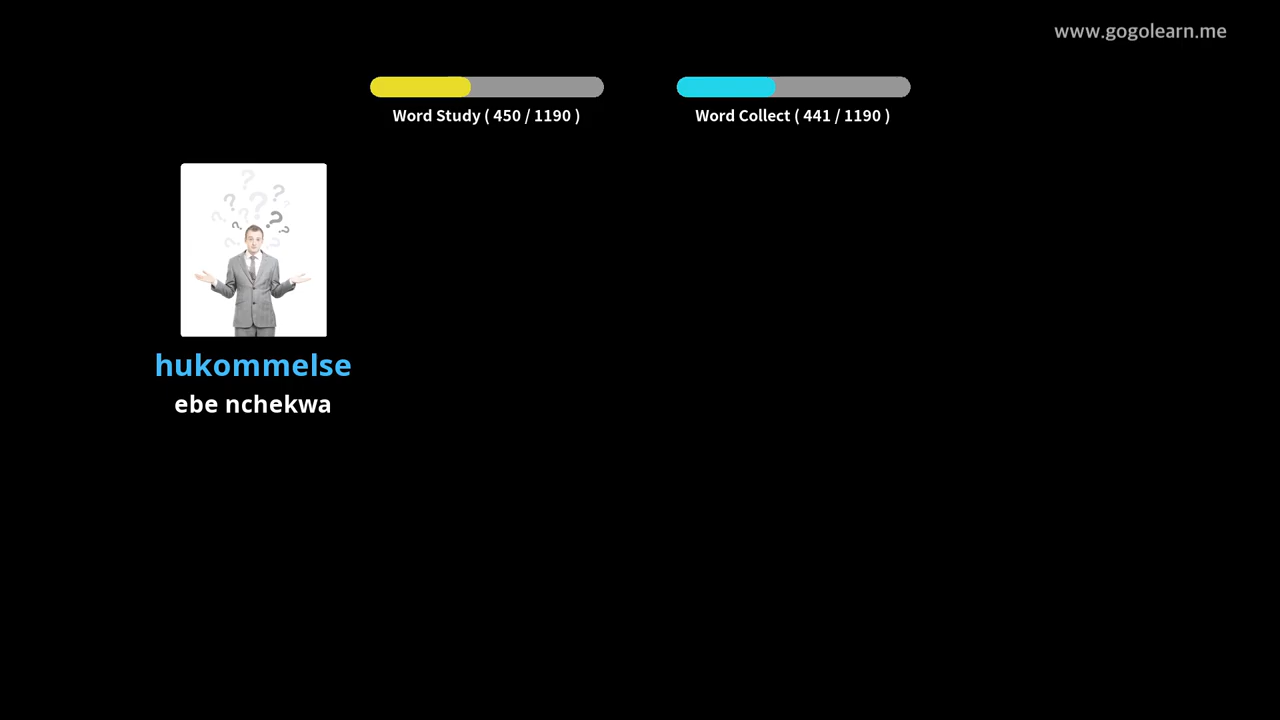 www.gogolearn.me
Word Study ( 450 / 1190 )
Word Collect ( 441 / 1190 )
hukommelse
ebe nchekwa